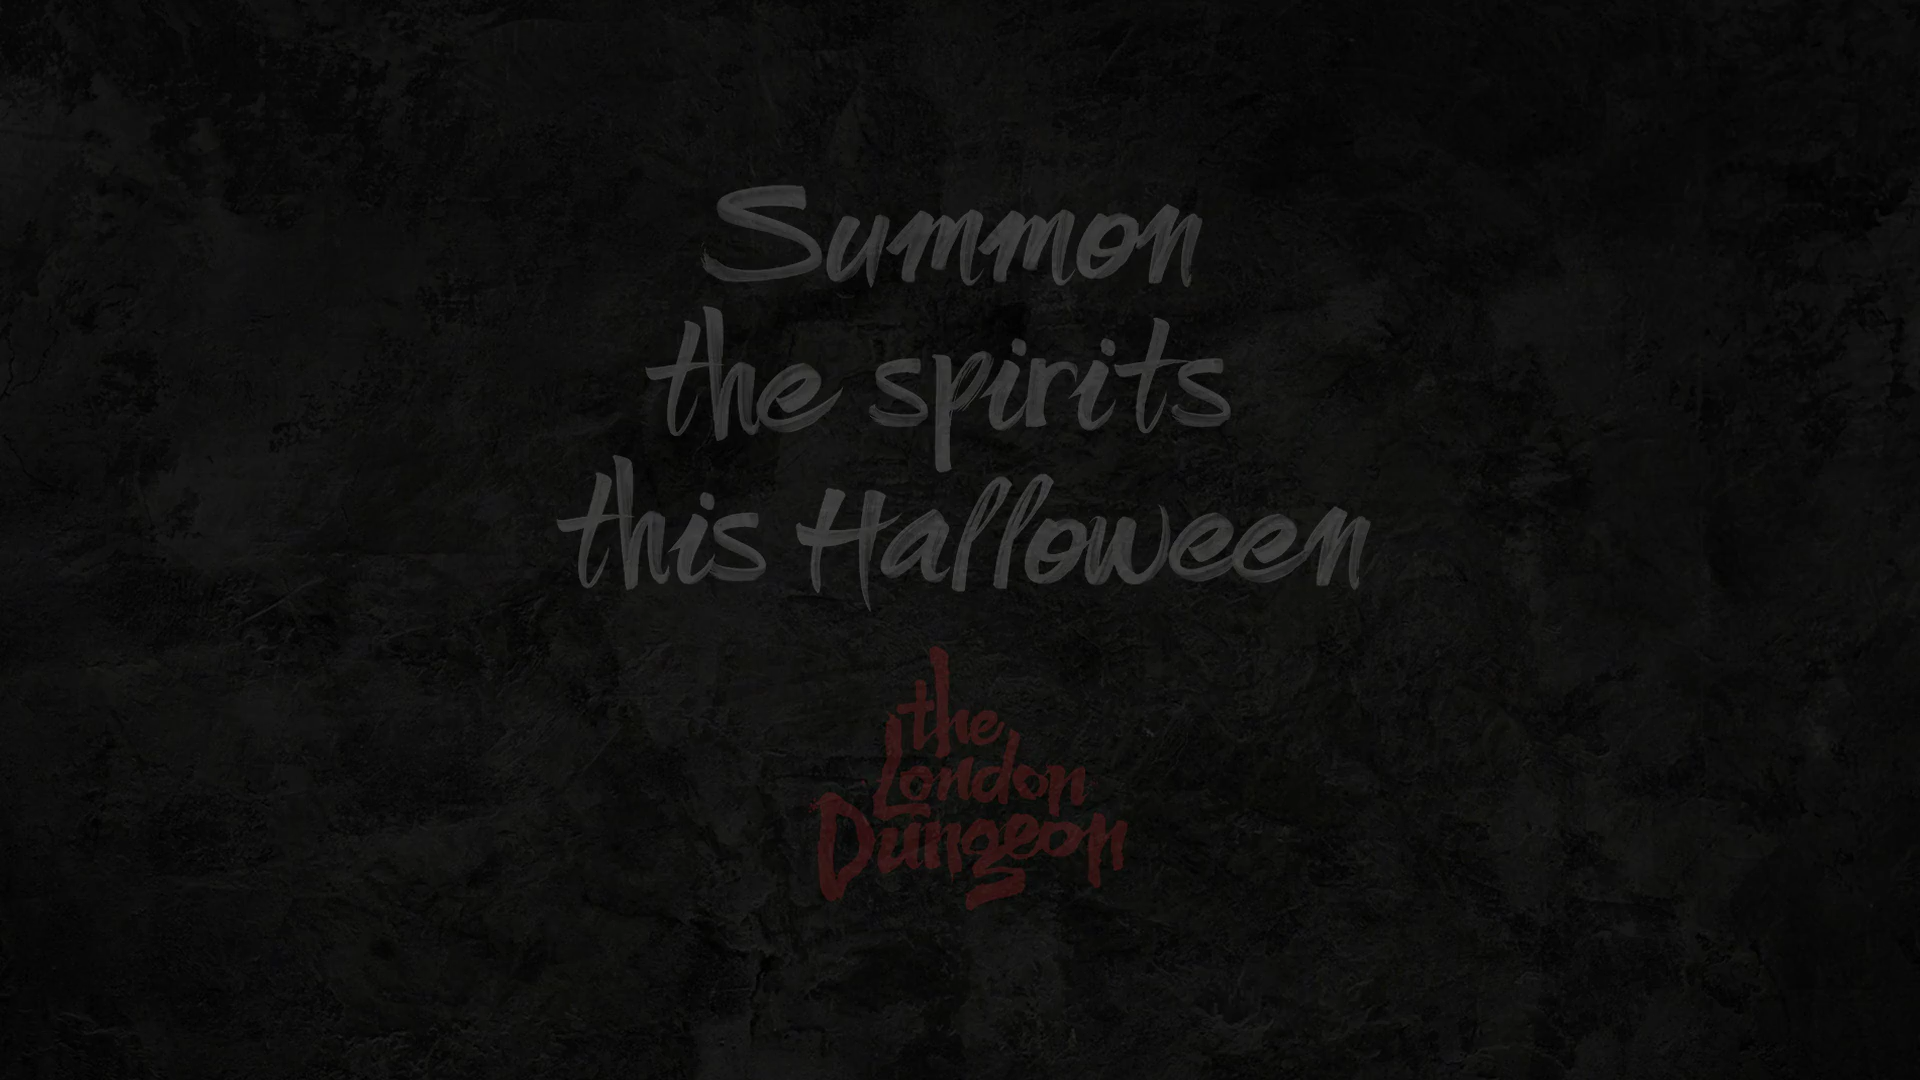 Summon
the spirits
this Halloween
the
London
Dungeon